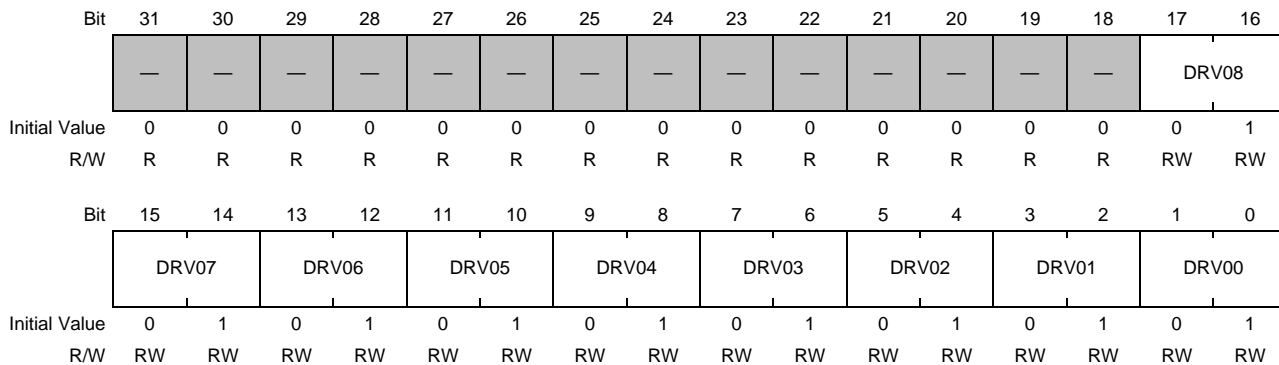 Bit 31 30 29 28 27 26 25 24 23 22 21 20 19 18 17 16
— — — — — — — — — — — — — — DRV08
Initial Value 0 0 0 0 0 0 0 0 0 0 0 0 0 0 0 1
R/W R R R R R R R R R R R R R R RW RW
Bit 15 14 13 12 11 10 9 8 7 6 5 4 3 2 1 0
DRV07 DRV06 DRV05 DRV04 DRV03 DRV02 DRV01 DRV00
Initial Value 0 1 0 1 0 1 0 1 0 1 0 1 0 1 0 1
R/W RW RW RW RW RW RW RW RW RW RW RW RW RW RW RW RW